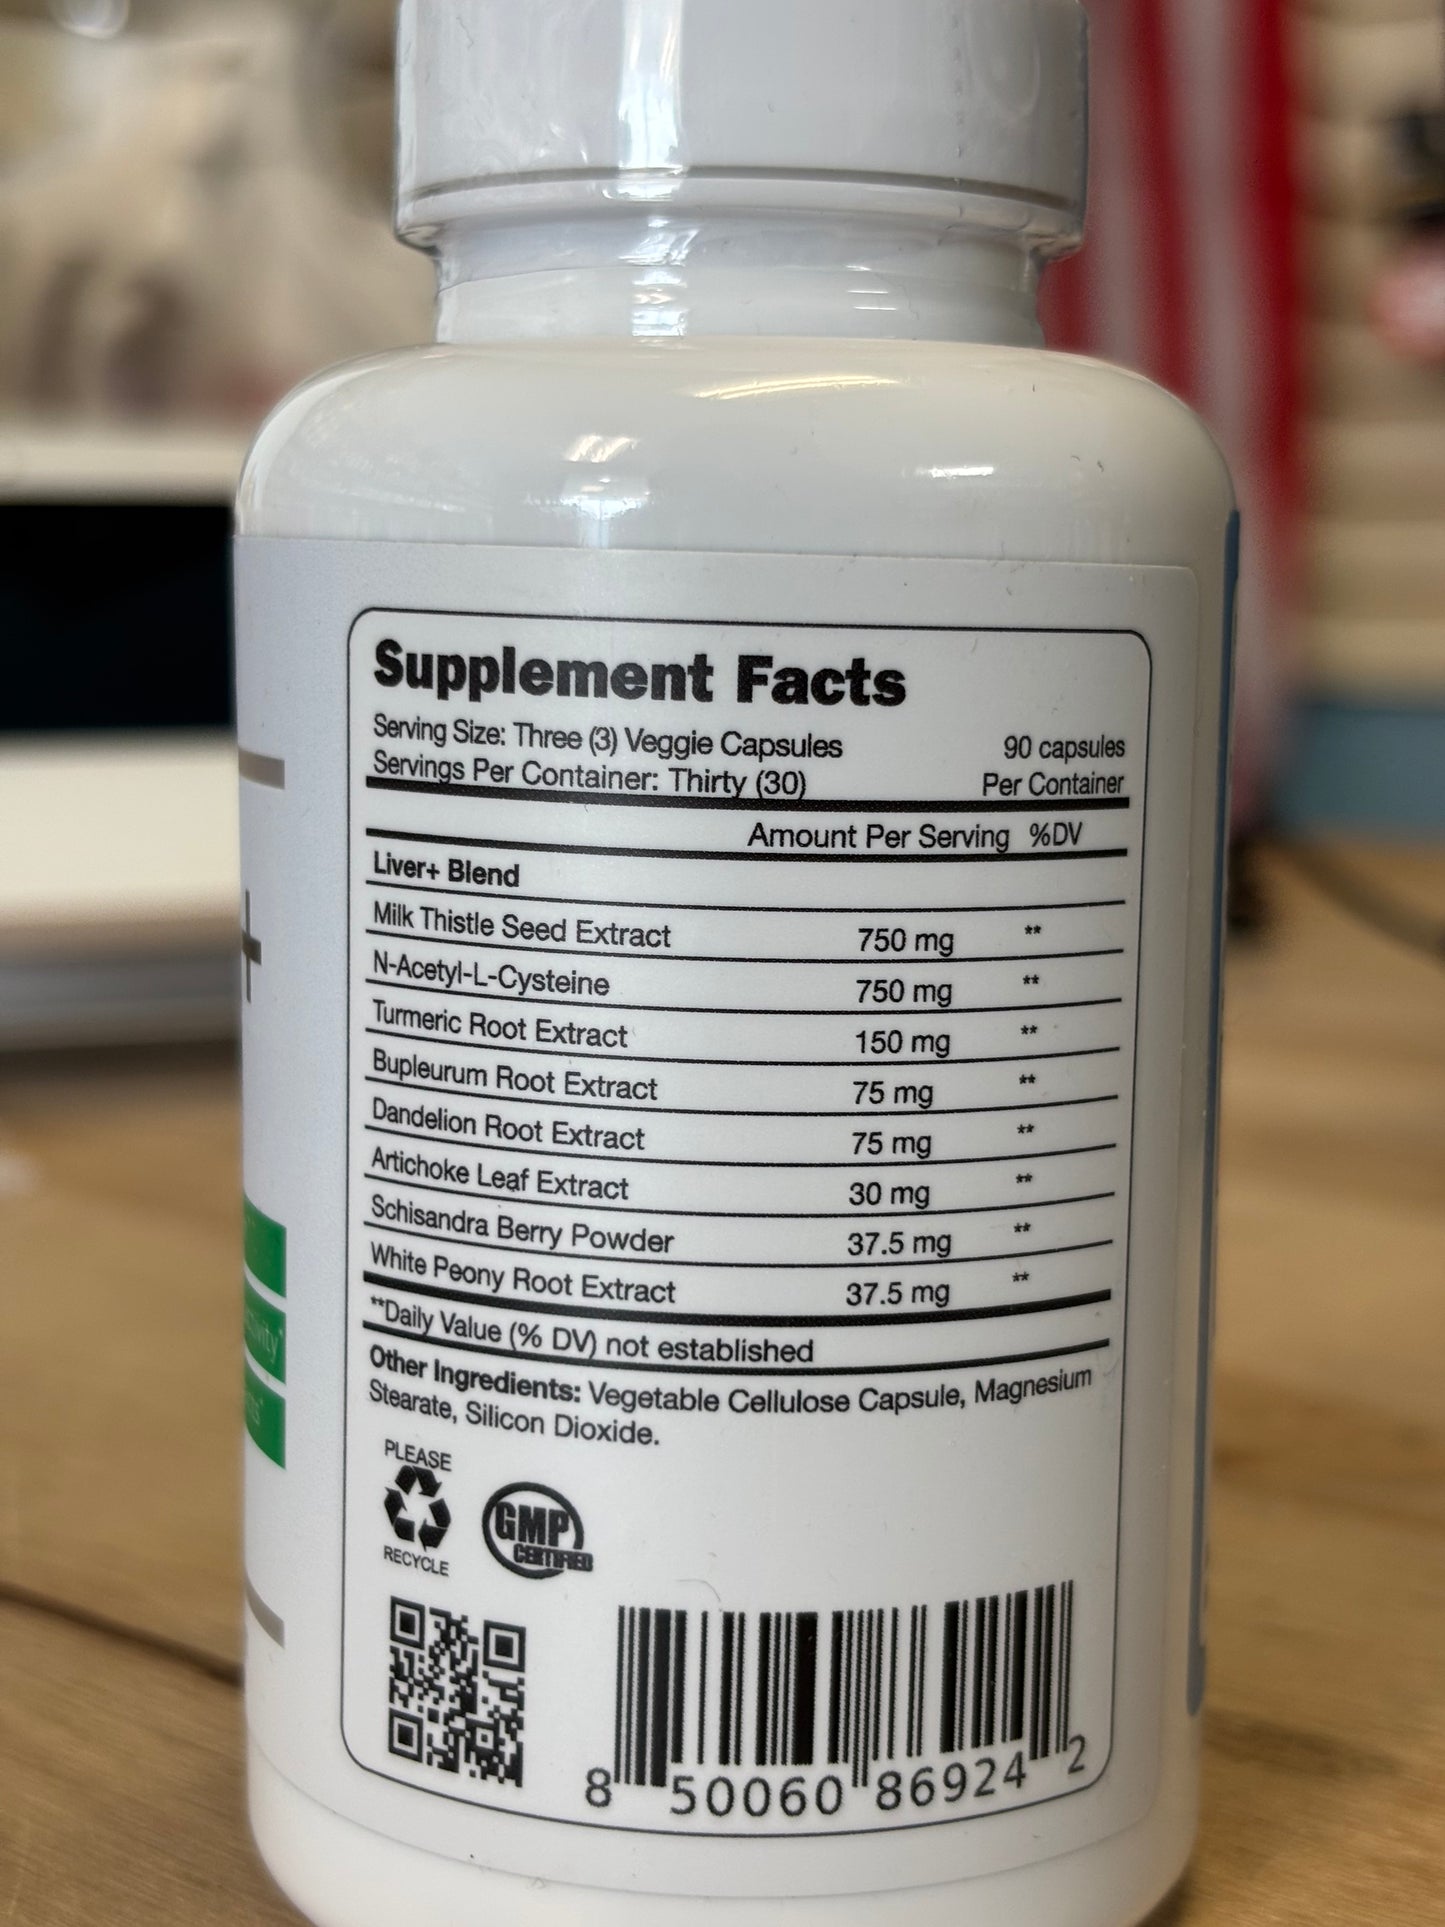 Supplement Facts
Serving Size: Three (3) Veggie Capsules 90 capsules
Servings Per Container: Thirty (30) Per Container
Amount Per Serving %DV
Liver+ Blend
Milk Thistle Seed Extract 750 mg **
N-Acetyl-L-Cysteine 750 mg **
Turmeric Root Extract 150 mg **
Bupleurum Root Extract 75 mg **
Dandelion Root Extract 75 mg **
Artichoke Leaf Extract 30 mg **
Schisandra Berry Powder 37.5 mg **
White Peony Root Extract 37.5 mg **
**Daily Value (% DV) not established
Other Ingredients: Vegetable Cellulose Capsule, Magnesium
Stearate, Silicon Dioxide.
PLEASE
RECYCLE
GMP
CERTIFIED
8 50060 86924 2
+